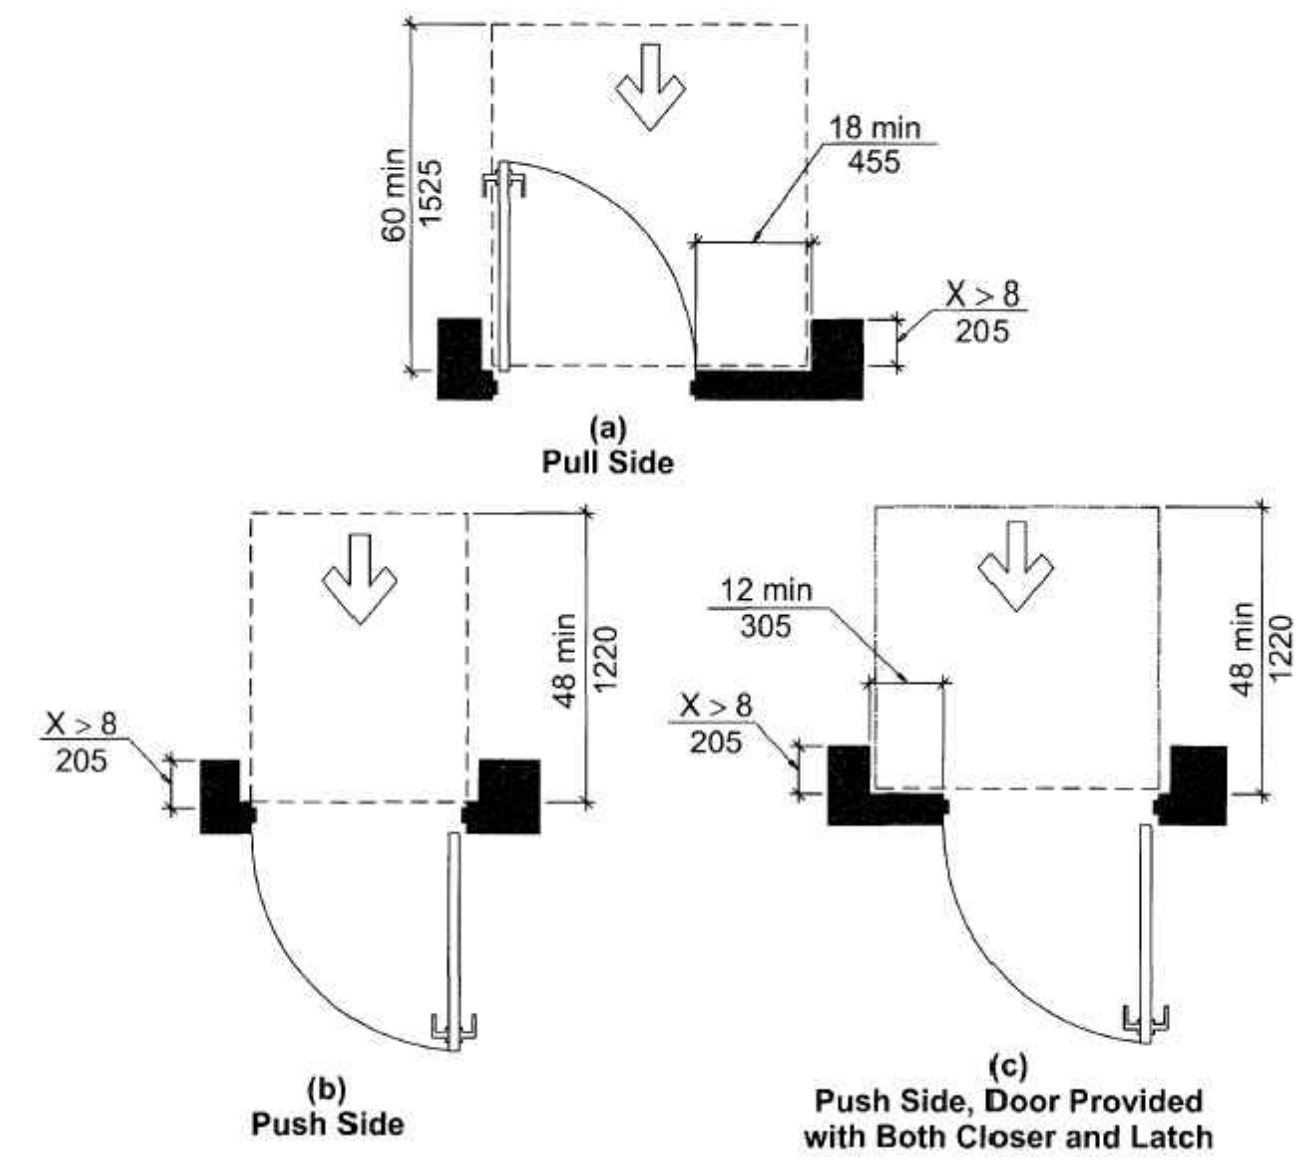 60 min
1525
18 min
455
X > 8
205
(a)
Pull Side
X > 8
205
48 min
1220
(b)
Push Side
12 min
305
X > 8
205
48 min
1220
(c)
Push Side, Door Provided
with Both Closer and Latch